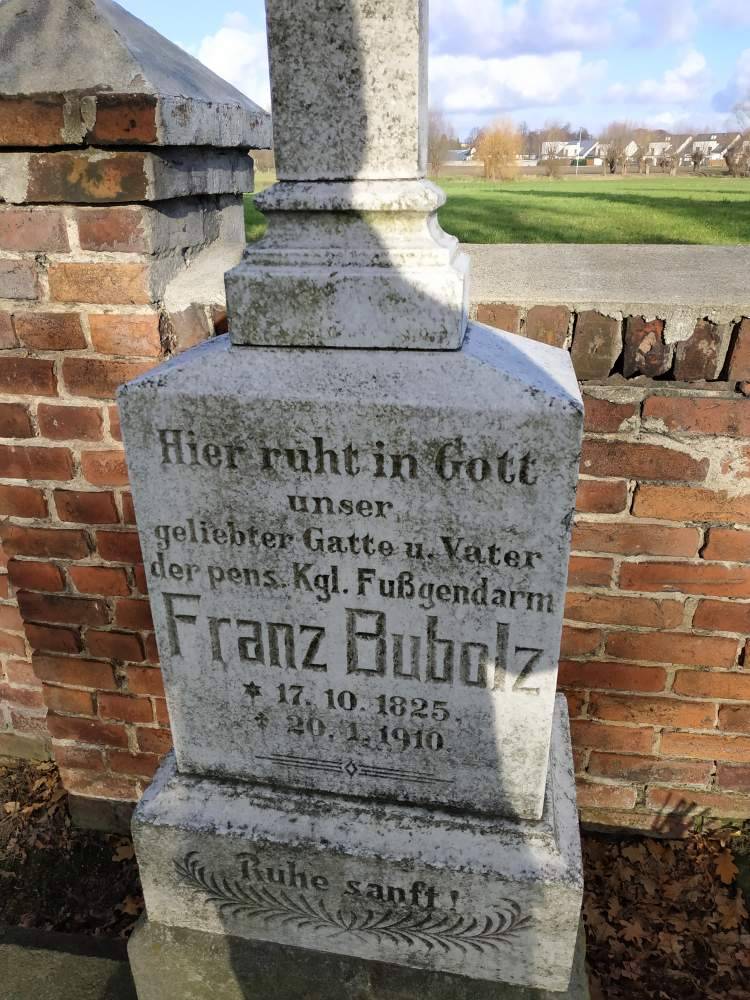 Hier ruht in Gott
unser
geliebter Gatte u. Vater
der pens. Kgl. Fußgendarm
Franz Bubolz
* 17. 10. 1825.
† 20. 1. 1910.
Ruhe sanft!